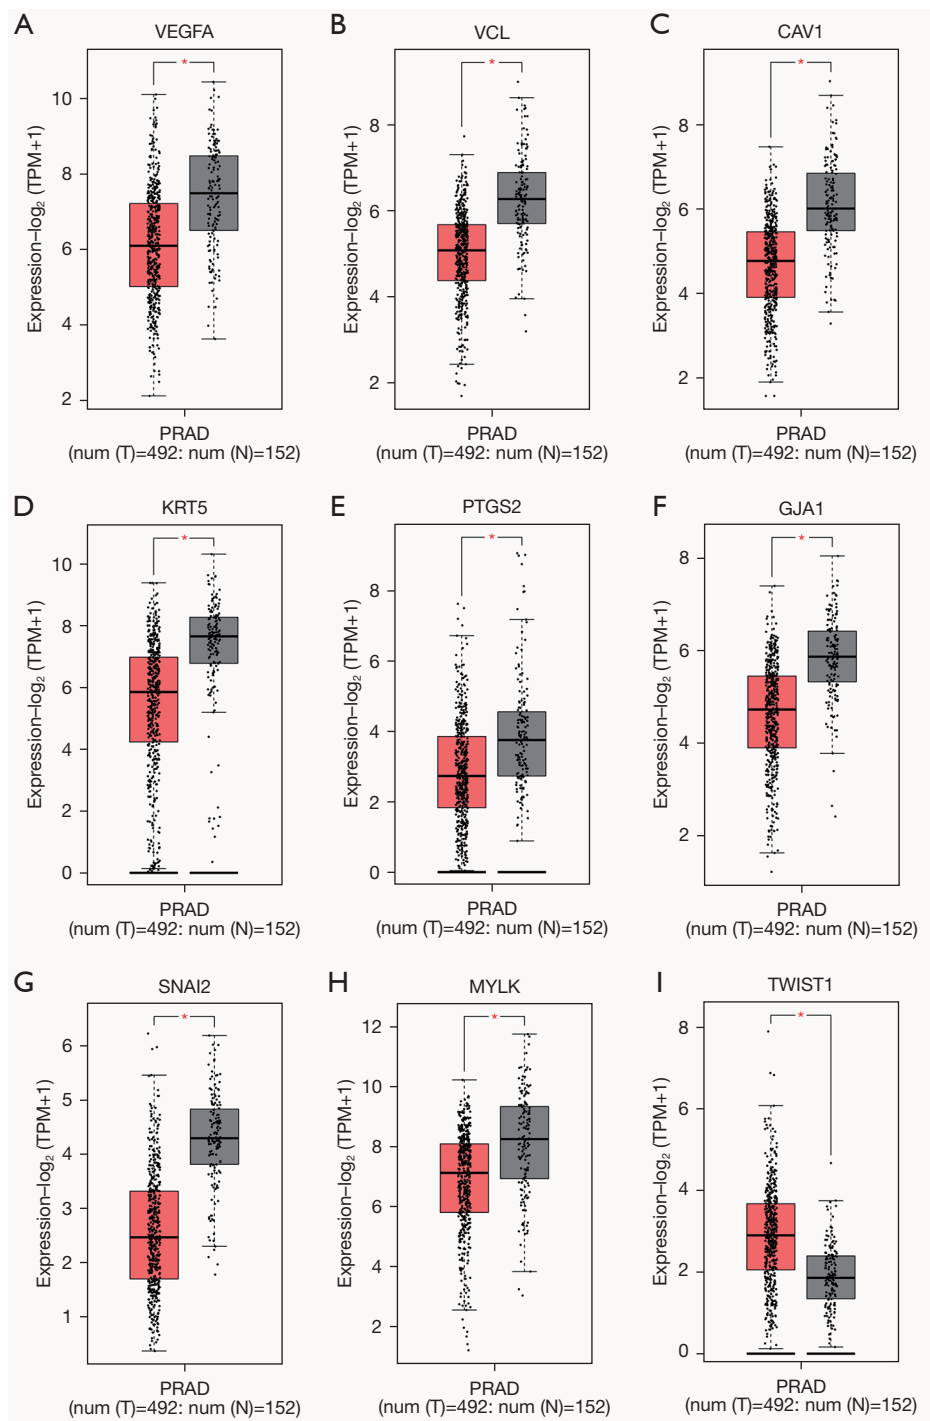 A
VEGFA
*
10
8
6
4
2
Expression–log₂ (TPM+1)
PRAD
(num (T)=492: num (N)=152)
B
VCL
*
8
6
4
2
Expression–log₂ (TPM+1)
PRAD
(num (T)=492: num (N)=152)
C
CAV1
*
8
6
4
2
Expression–log₂ (TPM+1)
PRAD
(num (T)=492: num (N)=152)
D
KRT5
*
10
8
6
4
2
0
Expression–log₂ (TPM+1)
PRAD
(num (T)=492: num (N)=152)
E
PTGS2
*
8
6
4
2
0
Expression–log₂ (TPM+1)
PRAD
(num (T)=492: num (N)=152)
F
GJA1
*
8
6
4
2
Expression–log₂ (TPM+1)
PRAD
(num (T)=492: num (N)=152)
G
SNAI2
*
6
5
4
3
2
1
Expression–log₂ (TPM+1)
PRAD
(num (T)=492: num (N)=152)
H
MYLK
*
12
10
8
6
4
2
Expression–log₂ (TPM+1)
PRAD
(num (T)=492: num (N)=152)
I
TWIST1
*
8
6
4
2
0
Expression–log₂ (TPM+1)
PRAD
(num (T)=492: num (N)=152)